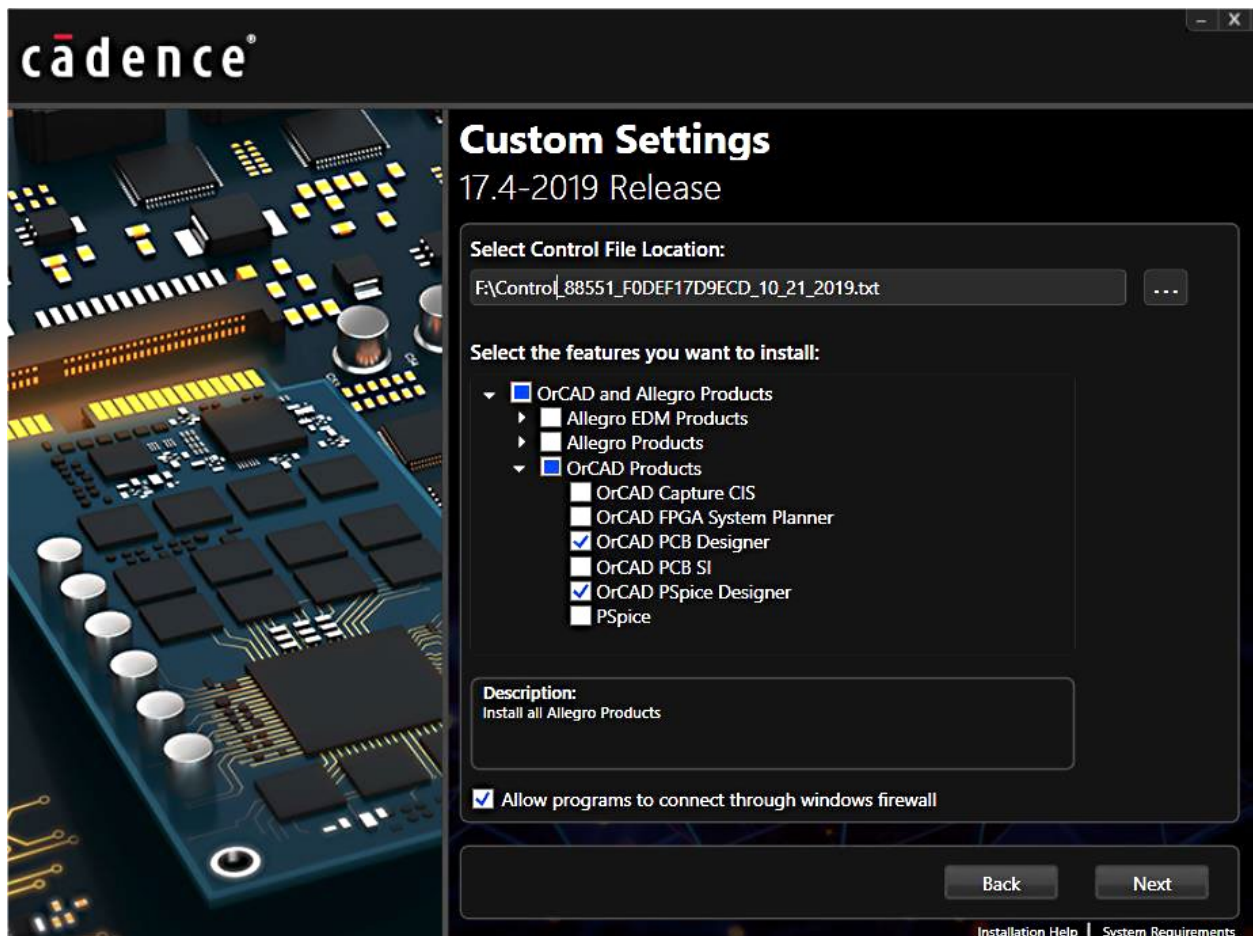 – X
cādence®
Custom Settings
17.4-2019 Release
Select Control File Location:
F:\Control_88551_F0DEF17D9ECD_10_21_2019.txt
...
Select the features you want to install:
OrCAD and Allegro Products
Allegro EDM Products
Allegro Products
OrCAD Products
OrCAD Capture CIS
OrCAD FPGA System Planner
OrCAD PCB Designer
OrCAD PCB SI
OrCAD PSpice Designer
PSpice
Description:
Install all Allegro Products
Allow programs to connect through windows firewall
Back Next
Installation Help | System Requirements